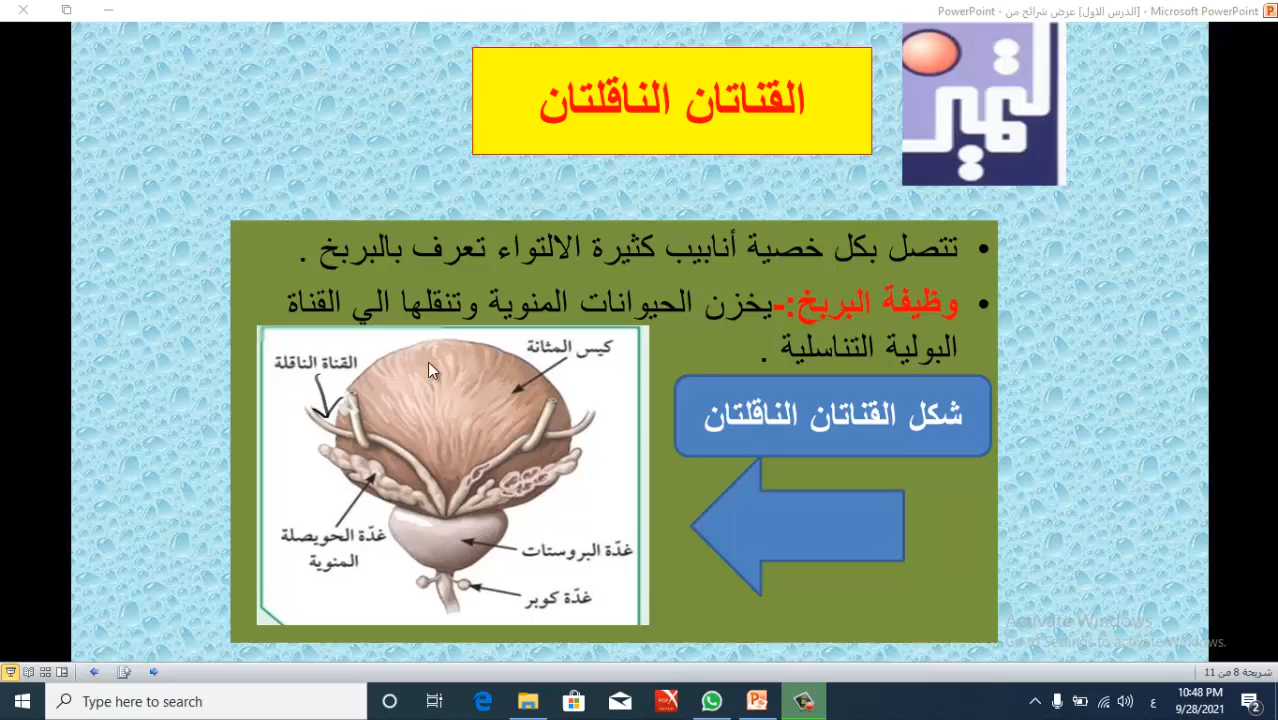 PowerPoint - [الدرس الاول] عرض شرائح من - Microsoft PowerPoint
التميز
القناتان الناقلتان
• تتصل بكل خصية أنابيب كثيرة الالتواء تعرف بالبربخ .
• وظيفة البربخ:-يخزن الحيوانات المنوية وتنقلها الي القناة
البولية التناسلية .
شكل القناتان الناقلتان
كيس المثانة
القناة الناقلة
غدّة الحويصلة
المنوية
غدّة البروستات
غدّة كوبر
Activate Windows
Go to Settings to activate Windows.
شريحة 8 من 11
Type here to search
ع
10:48 PM
9/28/2021
2